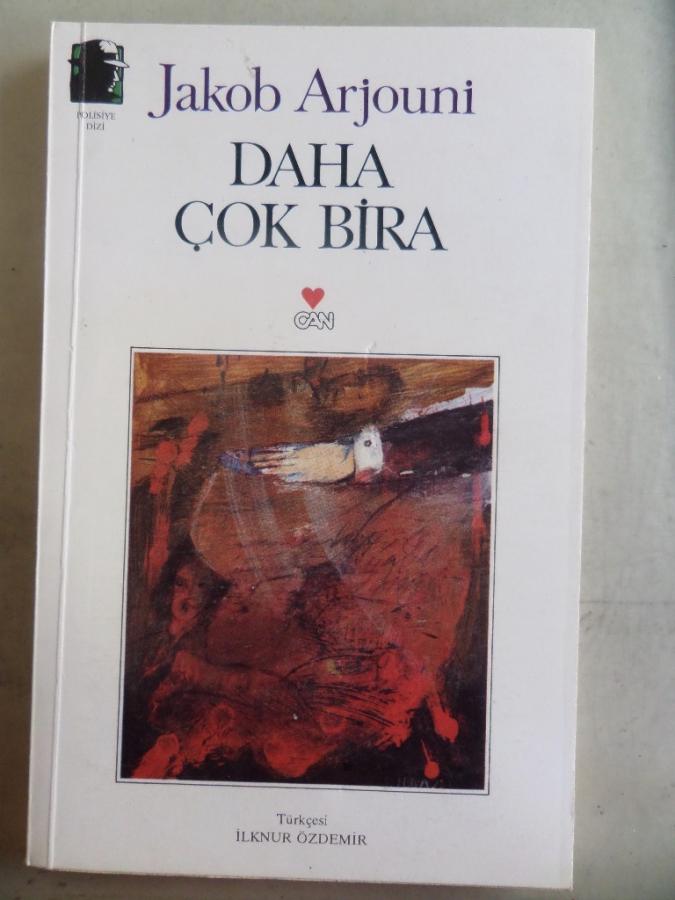 POLİSİYE
DİZİ
Jakob Arjouni
DAHA
ÇOK BİRA
CAN
Türkçesi
İLKNUR ÖZDEMİR